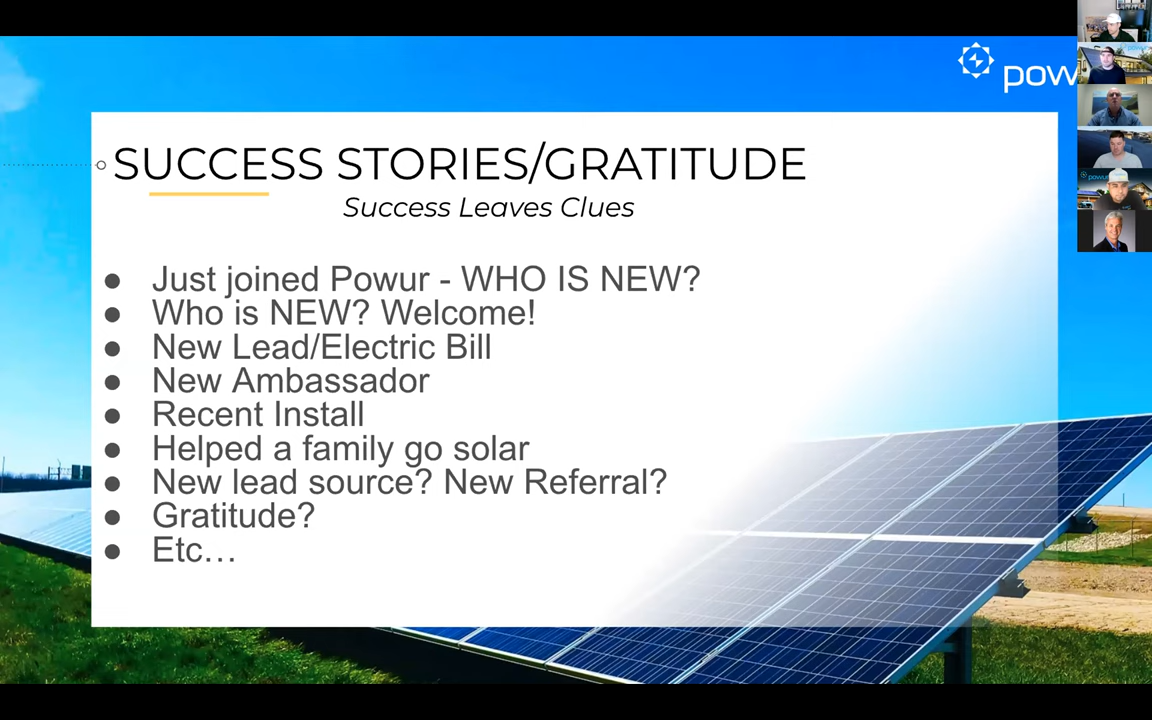 powu
SUCCESS STORIES/GRATITUDE
Success Leaves Clues
● Just joined Powur - WHO IS NEW?
● Who is NEW? Welcome!
● New Lead/Electric Bill
● New Ambassador
● Recent Install
● Helped a family go solar
● New lead source? New Referral?
● Gratitude?
● Etc…